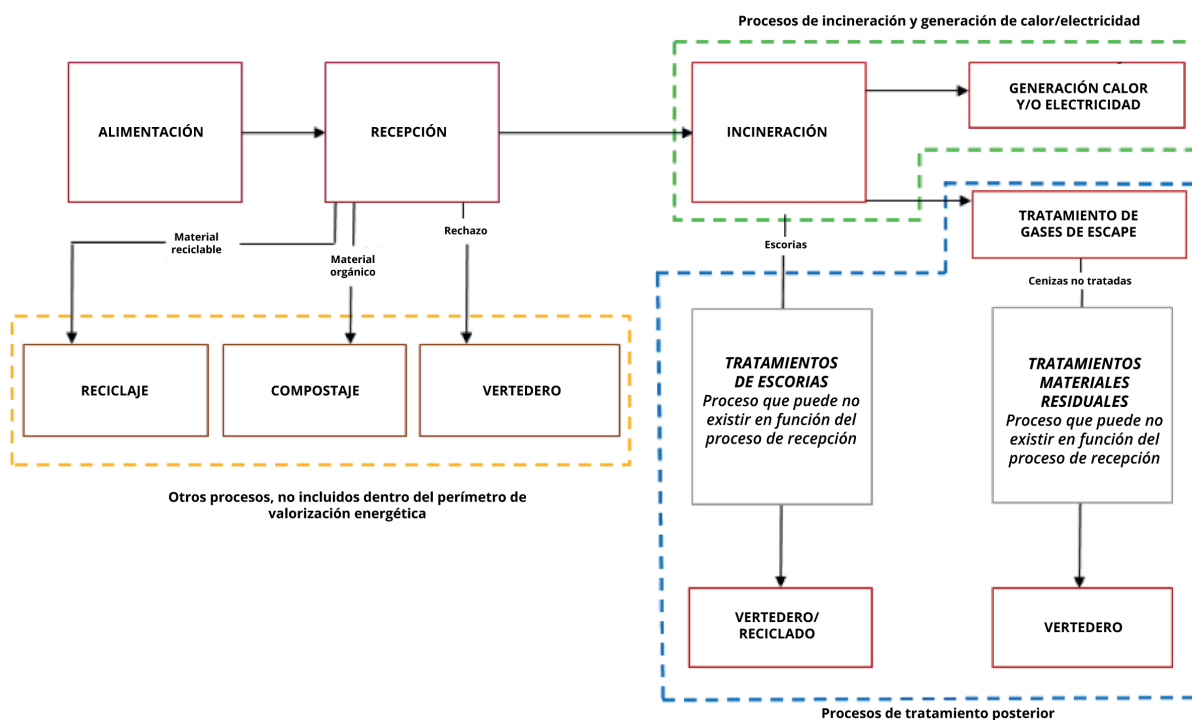 Procesos de incineración y generación de calor/electricidad
ALIMENTACIÓN
RECEPCIÓN
INCINERACIÓN
GENERACIÓN CALOR
Y/O ELECTRICIDAD
Material
reciclable
Material
orgánico
Rechazo
Escorias
TRATAMIENTO DE
GASES DE ESCAPE
Cenizas no tratadas
RECICLAJE
COMPOSTAJE
VERTEDERO
TRATAMIENTOS
DE ESCORIAS
Proceso que puede no
existir en función del
proceso de recepción
TRATAMIENTOS
MATERIALES
RESIDUALES
Proceso que puede no
existir en función del
proceso de recepción
Otros procesos, no incluidos dentro del perímetro de
valorización energética
VERTEDERO/
RECICLADO
VERTEDERO
Procesos de tratamiento posterior